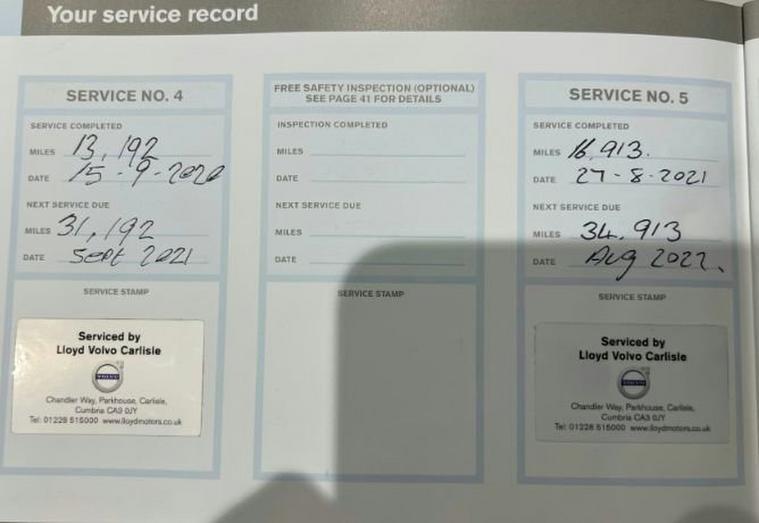 Your service record
SERVICE NO. 4
SERVICE COMPLETED
MILES 13,192
DATE 15-9-2020
NEXT SERVICE DUE
MILES 31,192
DATE Sept 2021
SERVICE STAMP
Serviced by
Lloyd Volvo Carlisle
VOLVO
Chandler Way, Parkhouse, Carlisle,
Cumbria CA3 0JY
Tel: 01228 515000 www.lloydmotors.co.uk
FREE SAFETY INSPECTION (OPTIONAL)
SEE PAGE 41 FOR DETAILS
INSPECTION COMPLETED
MILES
DATE
NEXT SERVICE DUE
MILES
DATE
SERVICE STAMP
SERVICE NO. 5
SERVICE COMPLETED
MILES 16,913.
DATE 27-8-2021
NEXT SERVICE DUE
MILES 34,913
DATE Aug 2022.
SERVICE STAMP
Serviced by
Lloyd Volvo Carlisle
VOLVO
Chandler Way, Parkhouse, Carlisle,
Cumbria CA3 0JY
Tel: 01228 515000 www.lloydmotors.co.uk